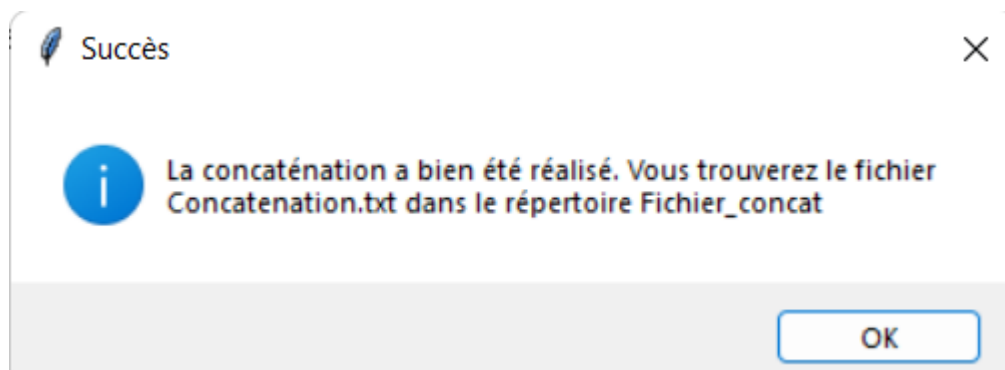 Succès
La concaténation a bien été réalisé. Vous trouverez le fichier
Concatenation.txt dans le répertoire Fichier_concat
OK